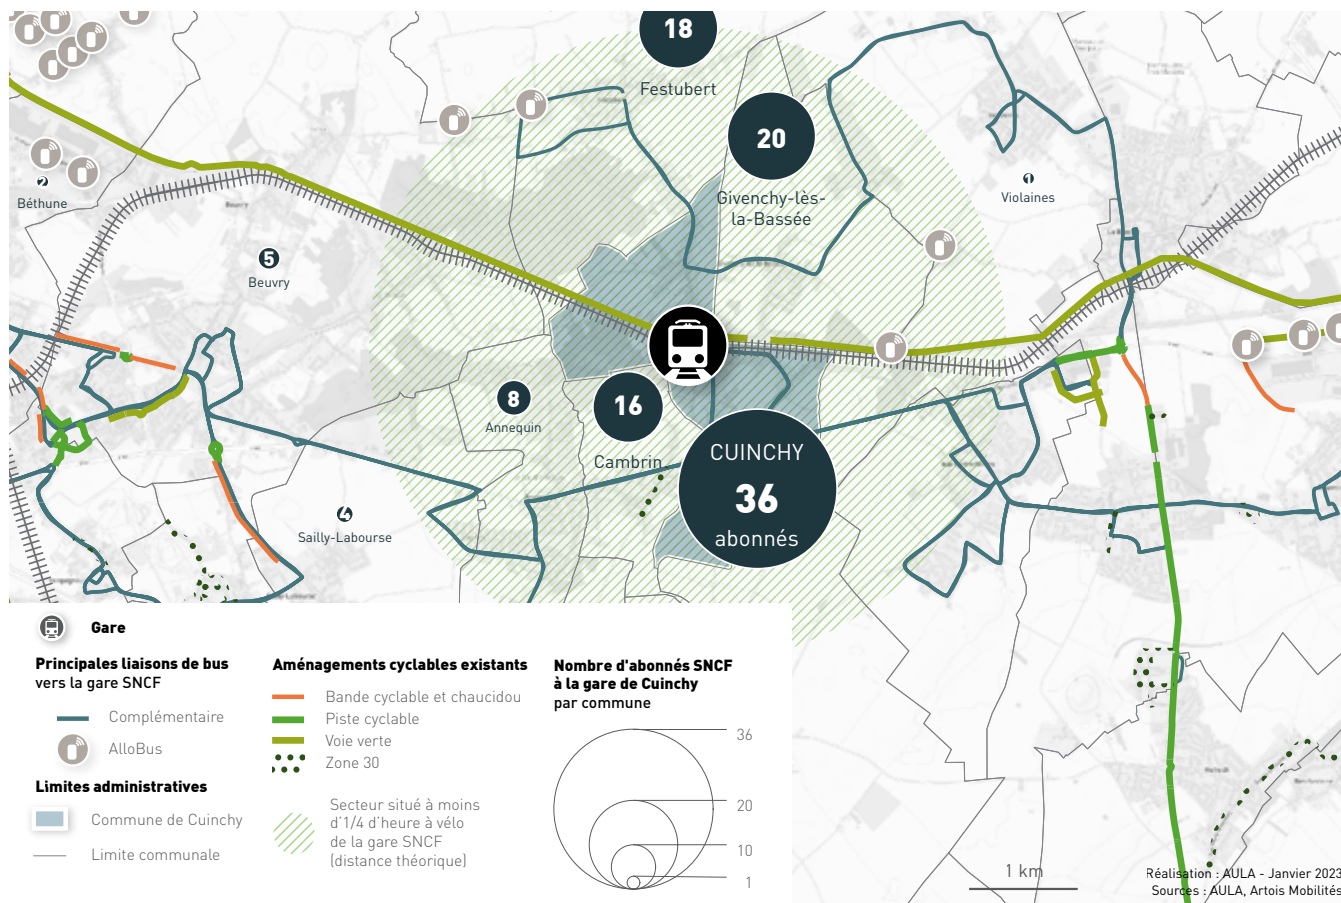 18
Festubert
20
Givenchy-lès-
la-Bassée
2
Béthune
1
Violaines
5
Beuvry
8
Annequin
16
Cambrin
CUINCHY
36
abonnés
4
Sailly-Labourse
Gare
Principales liaisons de bus
vers la gare SNCF
Complémentaire
AlloBus
Limites administratives
Commune de Cuinchy
Limite communale
Aménagements cyclables existants
Bande cyclable et chaucidou
Piste cyclable
Voie verte
Zone 30
Secteur situé à moins
d'1/4 d'heure à vélo
de la gare SNCF
(distance théorique)
Nombre d'abonnés SNCF
à la gare de Cuinchy
par commune
36
20
10
1
1 km
Réalisation : AULA - Janvier 2023
Sources : AULA, Artois Mobilités